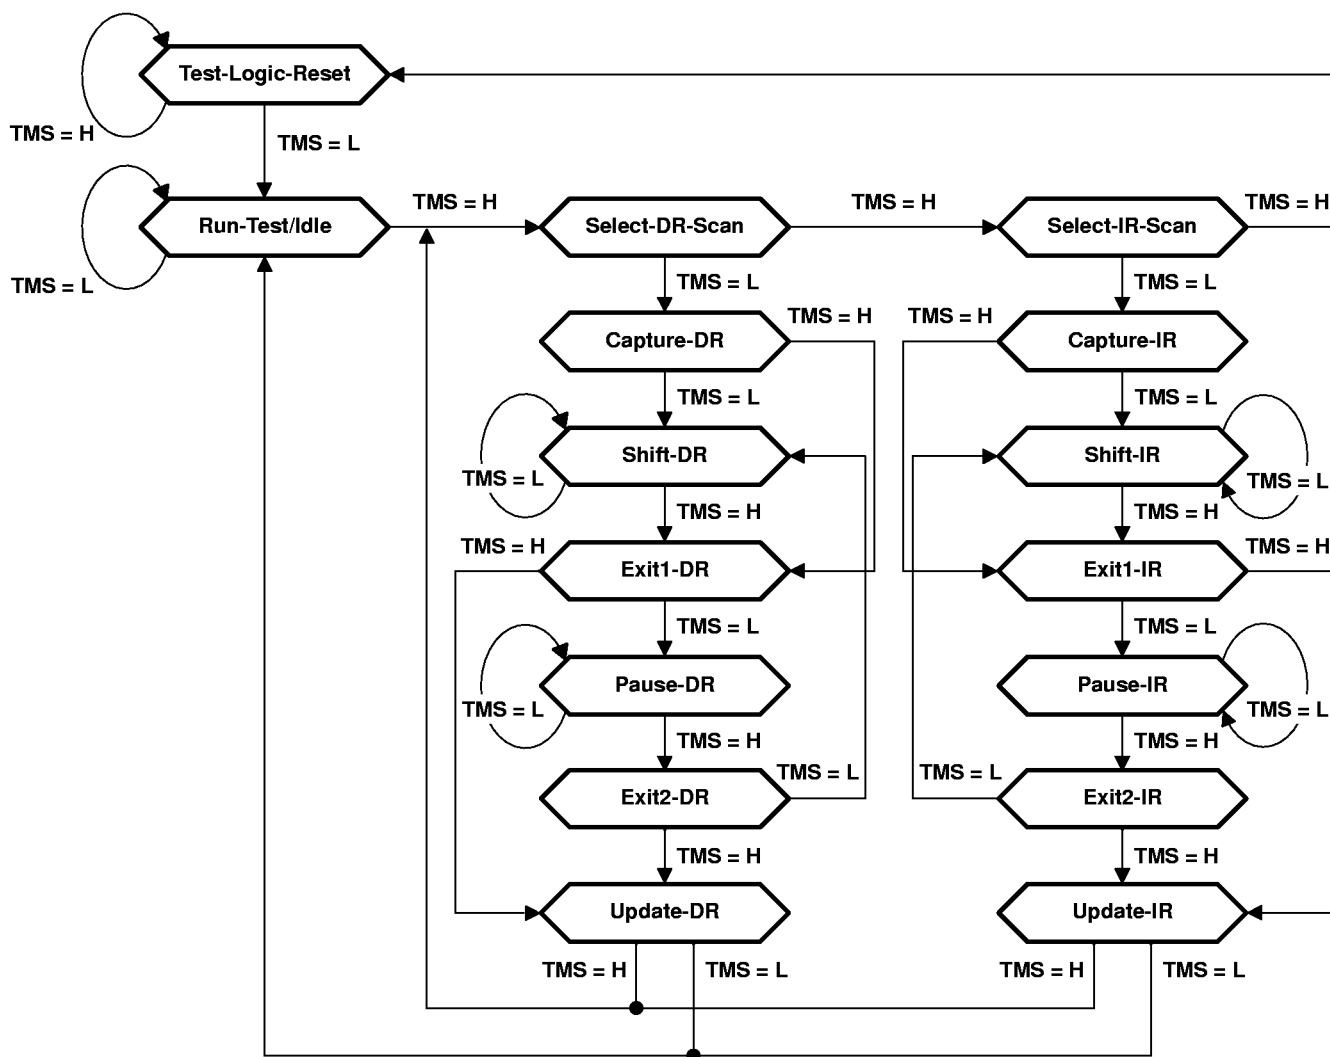 Test-Logic-Reset
TMS = H
TMS = L
TMS = H
TMS = H
TMS = H
Run-Test/Idle
Select-DR-Scan
Select-IR-Scan
TMS = L
TMS = L
TMS = L
TMS = H
TMS = H
Capture-DR
Capture-IR
TMS = L
TMS = L
Shift-DR
Shift-IR
TMS = L
TMS = L
TMS = H
TMS = H
TMS = H
TMS = H
Exit1-DR
Exit1-IR
TMS = L
TMS = L
Pause-DR
Pause-IR
TMS = L
TMS = L
TMS = H
TMS = H
TMS = L
TMS = L
Exit2-DR
Exit2-IR
TMS = H
TMS = H
Update-DR
Update-IR
TMS = H
TMS = L
TMS = H
TMS = L